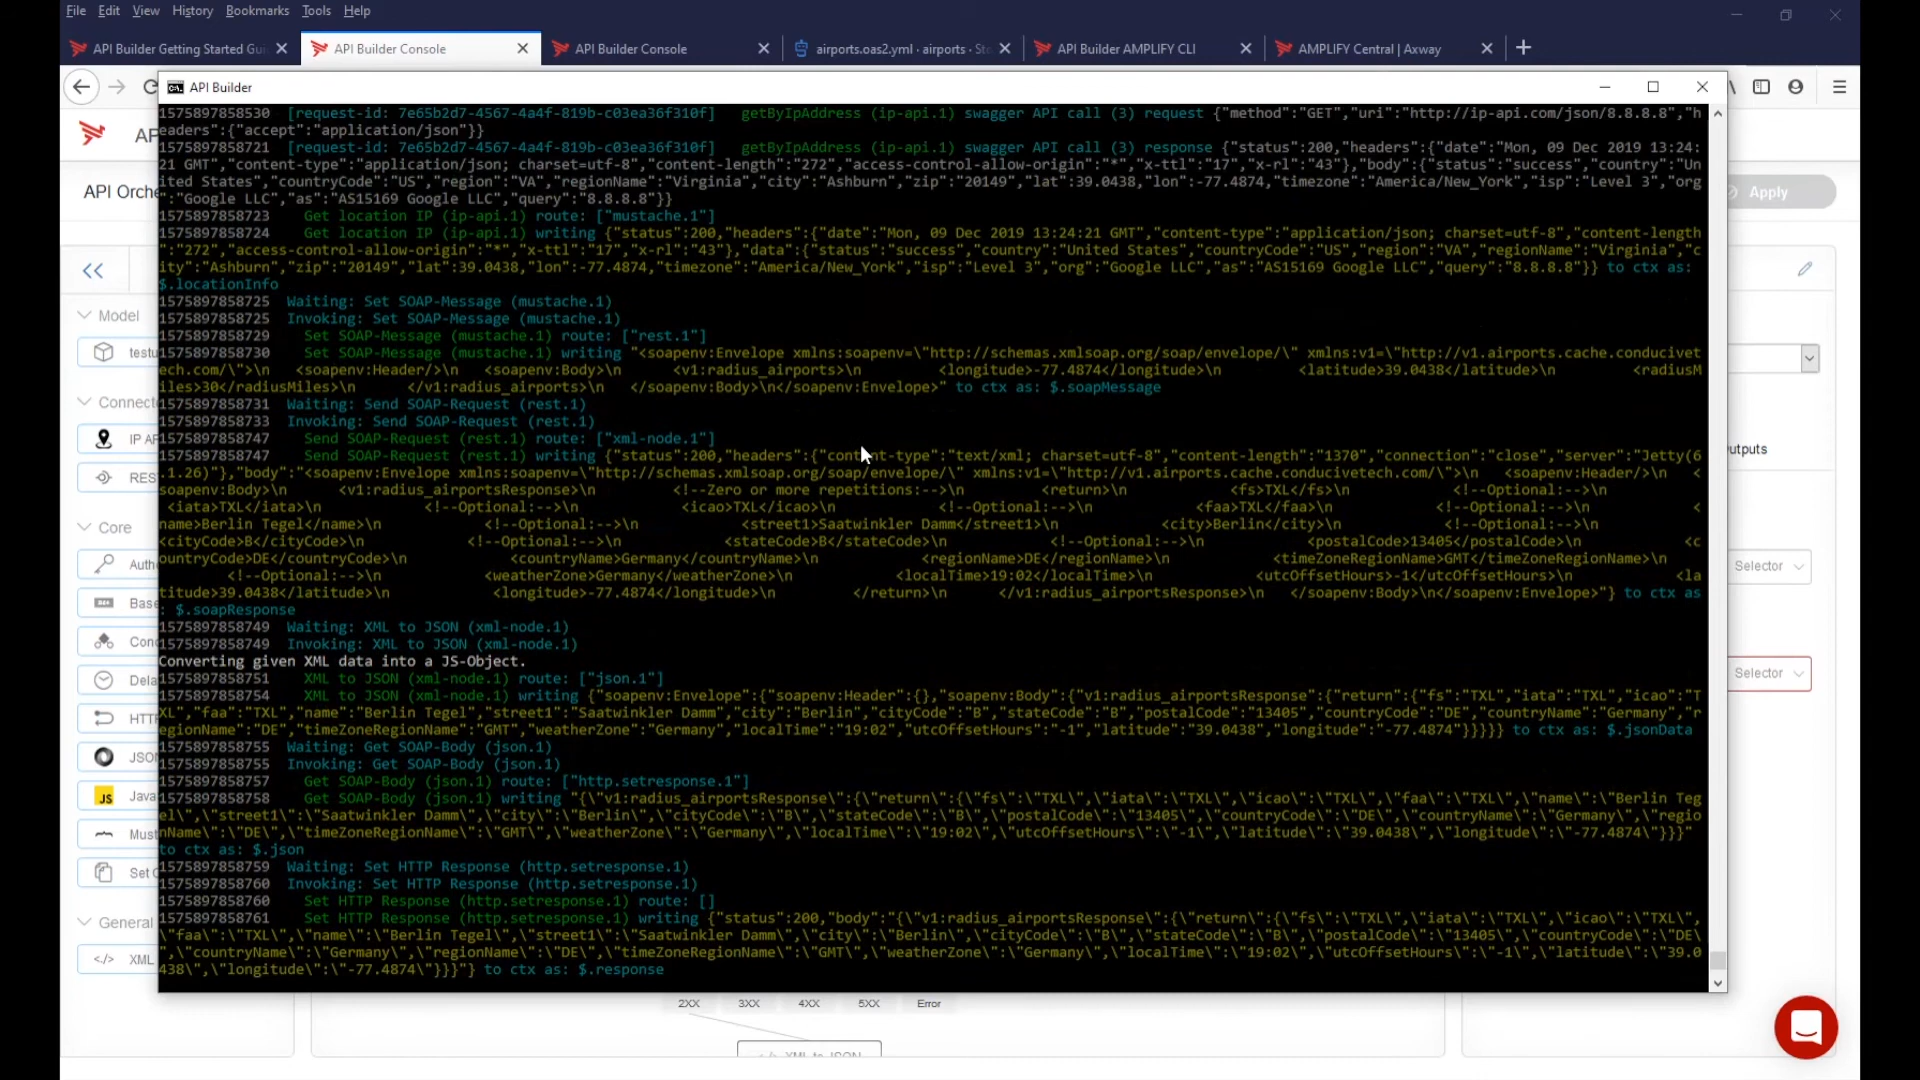 File Edit View History Bookmarks Tools Help
API Builder Getting Started Gu
API Builder Console
API Builder Console
airports.oas2.yml · airports · Sto
API Builder AMPLIFY CLI
AMPLIFY Central | Axway
API Builder
AP
API Orche
Apply
Model
testu
Connect
IP AP
RES
Core
Auth
Base
Con
Dela
HTT
JSO
Java
Must
Set C
General
XML
utputs
Selector
Selector
1575897858530 [request-id: 7e65b2d7-4567-4a4f-819b-c03ea36f310f] getByIpAddress (ip-api.1) swagger API call (3) request {"method":"GET","uri":"http://ip-api.com/json/8.8.8.8","h
eaders":{"accept":"application/json"}}
1575897858721 [request-id: 7e65b2d7-4567-4a4f-819b-c03ea36f310f] getByIpAddress (ip-api.1) swagger API call (3) response {"status":200,"headers":{"date":"Mon, 09 Dec 2019 13:24:
21 GMT","content-type":"application/json; charset=utf-8","content-length":"272","access-control-allow-origin":"*","x-ttl":"17","x-rl":"43"},"body":{"status":"success","country":"Un
ited States","countryCode":"US","region":"VA","regionName":"Virginia","city":"Ashburn","zip":"20149","lat":39.0438,"lon":-77.4874,"timezone":"America/New_York","isp":"Level 3","org
":"Google LLC","as":"AS15169 Google LLC","query":"8.8.8.8"}}
1575897858723 Get location IP (ip-api.1) route: ["mustache.1"]
1575897858724 Get location IP (ip-api.1) writing {"status":200,"headers":{"date":"Mon, 09 Dec 2019 13:24:21 GMT","content-type":"application/json; charset=utf-8","content-length
":"272","access-control-allow-origin":"*","x-ttl":"17","x-rl":"43"},"data":{"status":"success","country":"United States","countryCode":"US","region":"VA","regionName":"Virginia","c
ity":"Ashburn","zip":"20149","lat":39.0438,"lon":-77.4874,"timezone":"America/New_York","isp":"Level 3","org":"Google LLC","as":"AS15169 Google LLC","query":"8.8.8.8"}} to ctx as:
$.locationInfo
1575897858725 Waiting: Set SOAP-Message (mustache.1)
1575897858725 Invoking: Set SOAP-Message (mustache.1)
1575897858729 Set SOAP-Message (mustache.1) route: ["rest.1"]
1575897858730 Set SOAP-Message (mustache.1) writing "<soapenv:Envelope xmlns:soapenv=\"http://schemas.xmlsoap.org/soap/envelope/\" xmlns:v1=\"http://v1.airports.cache.conducivet
ech.com/\">\n <soapenv:Header/>\n <soapenv:Body>\n <v1:radius_airports>\n <longitude>-77.4874</longitude>\n <latitude>39.0438</latitude>\n <radiusM
iles>30</radiusMiles>\n </v1:radius_airports>\n </soapenv:Body>\n</soapenv:Envelope>" to ctx as: $.soapMessage
1575897858731 Waiting: Send SOAP-Request (rest.1)
1575897858733 Invoking: Send SOAP-Request (rest.1)
1575897858747 Send SOAP-Request (rest.1) route: ["xml-node.1"]
1575897858747 Send SOAP-Request (rest.1) writing {"status":200,"headers":{"content-type":"text/xml; charset=utf-8","content-length":"1370","connection":"close","server":"Jetty(6
.1.26)"},"body":"<soapenv:Envelope xmlns:soapenv=\"http://schemas.xmlsoap.org/soap/envelope/\" xmlns:v1=\"http://v1.airports.cache.conducivetech.com/\">\n <soapenv:Header/>\n <
soapenv:Body>\n <v1:radius_airportsResponse>\n <!--Zero or more repetitions:-->\n <return>\n <fs>TXL</fs>\n <!--Optional:-->\n
<iata>TXL</iata>\n <!--Optional:-->\n <icao>TXL</icao>\n <!--Optional:-->\n <faa>TXL</faa>\n <!--Optional:-->\n <
name>Berlin Tegel</name>\n <!--Optional:-->\n <street1>Saatwinkler Damm</street1>\n <city>Berlin</city>\n <!--Optional:-->\n
<cityCode>B</cityCode>\n <!--Optional:-->\n <stateCode>B</stateCode>\n <!--Optional:-->\n <postalCode>13405</postalCode>\n <c
ountryCode>DE</countryCode>\n <countryName>Germany</countryName>\n <regionName>DE</regionName>\n <timeZoneRegionName>GMT</timeZoneRegionName>\n
<!--Optional:-->\n <weatherZone>Germany</weatherZone>\n <localTime>19:02</localTime>\n <utcOffsetHours>-1</utcOffsetHours>\n <la
titude>39.0438</latitude>\n <longitude>-77.4874</longitude>\n </return>\n </v1:radius_airportsResponse>\n </soapenv:Body>\n</soapenv:Envelope>"} to ctx as
: $.soapResponse
1575897858749 Waiting: XML to JSON (xml-node.1)
1575897858749 Invoking: XML to JSON (xml-node.1)
Converting given XML data into a JS-Object.
1575897858751 XML to JSON (xml-node.1) route: ["json.1"]
1575897858754 XML to JSON (xml-node.1) writing {"soapenv:Envelope":{"soapenv:Header":{},"soapenv:Body":{"v1:radius_airportsResponse":{"return":{"fs":"TXL","iata":"TXL","icao":"T
XL","faa":"TXL","name":"Berlin Tegel","street1":"Saatwinkler Damm","city":"Berlin","cityCode":"B","stateCode":"B","postalCode":"13405","countryCode":"DE","countryName":"Germany","r
egionName":"DE","timeZoneRegionName":"GMT","weatherZone":"Germany","localTime":"19:02","utcOffsetHours":"-1","latitude":"39.0438","longitude":"-77.4874"}}}}} to ctx as: $.jsonData
1575897858755 Waiting: Get SOAP-Body (json.1)
1575897858755 Invoking: Get SOAP-Body (json.1)
1575897858757 Get SOAP-Body (json.1) route: ["http.setresponse.1"]
1575897858758 Get SOAP-Body (json.1) writing "{\"v1:radius_airportsResponse\":{\"return\":{\"fs\":\"TXL\",\"iata\":\"TXL\",\"icao\":\"TXL\",\"faa\":\"TXL\",\"name\":\"Berlin Teg
el\",\"street1\":\"Saatwinkler Damm\",\"city\":\"Berlin\",\"cityCode\":\"B\",\"stateCode\":\"B\",\"postalCode\":\"13405\",\"countryCode\":\"DE\",\"countryName\":\"Germany\",\"regio
nName\":\"DE\",\"timeZoneRegionName\":\"GMT\",\"weatherZone\":\"Germany\",\"localTime\":\"19:02\",\"utcOffsetHours\":\"-1\",\"latitude\":\"39.0438\",\"longitude\":\"-77.4874\"}}}"
to ctx as: $.json
1575897858759 Waiting: Set HTTP Response (http.setresponse.1)
1575897858760 Invoking: Set HTTP Response (http.setresponse.1)
1575897858760 Set HTTP Response (http.setresponse.1) route: []
1575897858761 Set HTTP Response (http.setresponse.1) writing {"status":200,"body":"{\"v1:radius_airportsResponse\":{\"return\":{\"fs\":\"TXL\",\"iata\":\"TXL\",\"icao\":\"TXL\",
\"faa\":\"TXL\",\"name\":\"Berlin Tegel\",\"street1\":\"Saatwinkler Damm\",\"city\":\"Berlin\",\"cityCode\":\"B\",\"stateCode\":\"B\",\"postalCode\":\"13405\",\"countryCode\":\"DE\
",\"countryName\":\"Germany\",\"regionName\":\"DE\",\"timeZoneRegionName\":\"GMT\",\"weatherZone\":\"Germany\",\"localTime\":\"19:02\",\"utcOffsetHours\":\"-1\",\"latitude\":\"39.0
438\",\"longitude\":\"-77.4874\"}}}"} to ctx as: $.response
2XX 3XX 4XX 5XX Error
XML to JSON